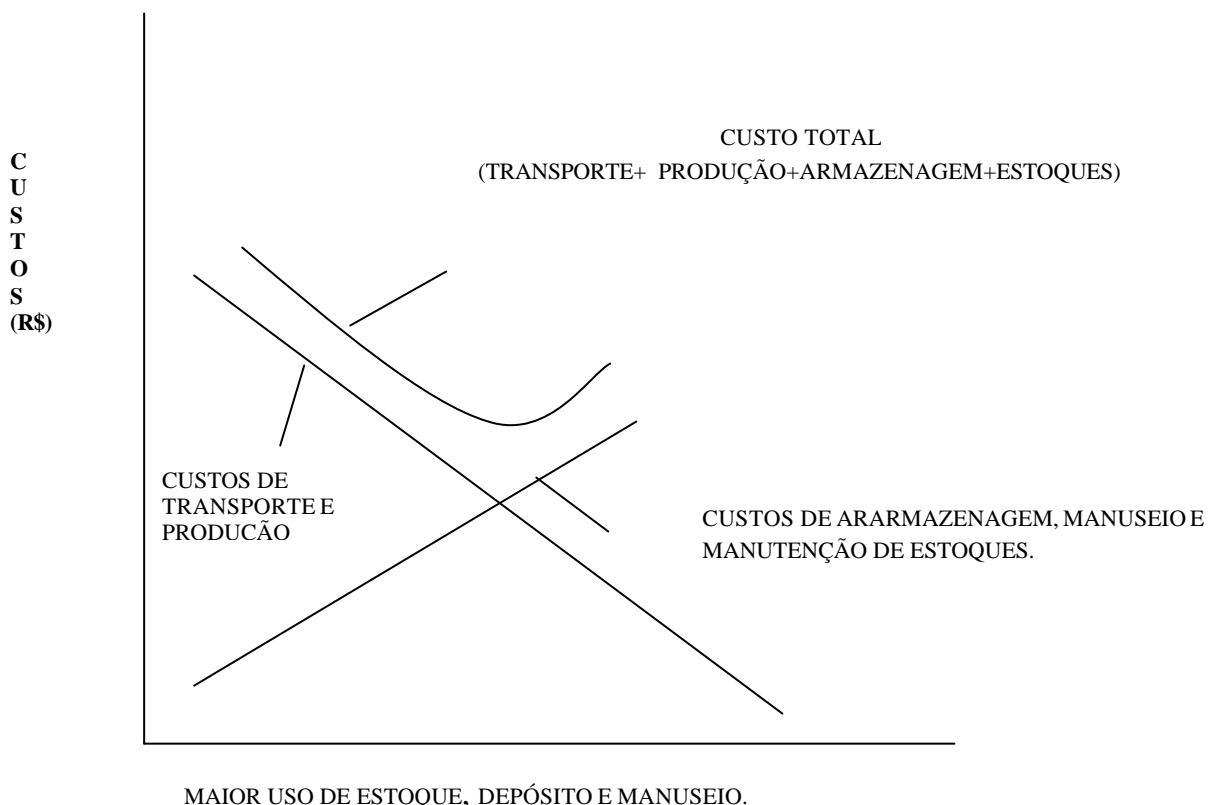 CUSTO TOTAL
(TRANSPORTE+ PRODUÇÃO+ARMAZENAGEM+ESTOQUES)
C
U
S
T
O
S
(R$)
CUSTOS DE
TRANSPORTE E
PRODUCÃO
CUSTOS DE ARARMAZENAGEM, MANUSEIO E
MANUTENÇÃO DE ESTOQUES.
MAIOR USO DE ESTOQUE, DEPÓSITO E MANUSEIO.